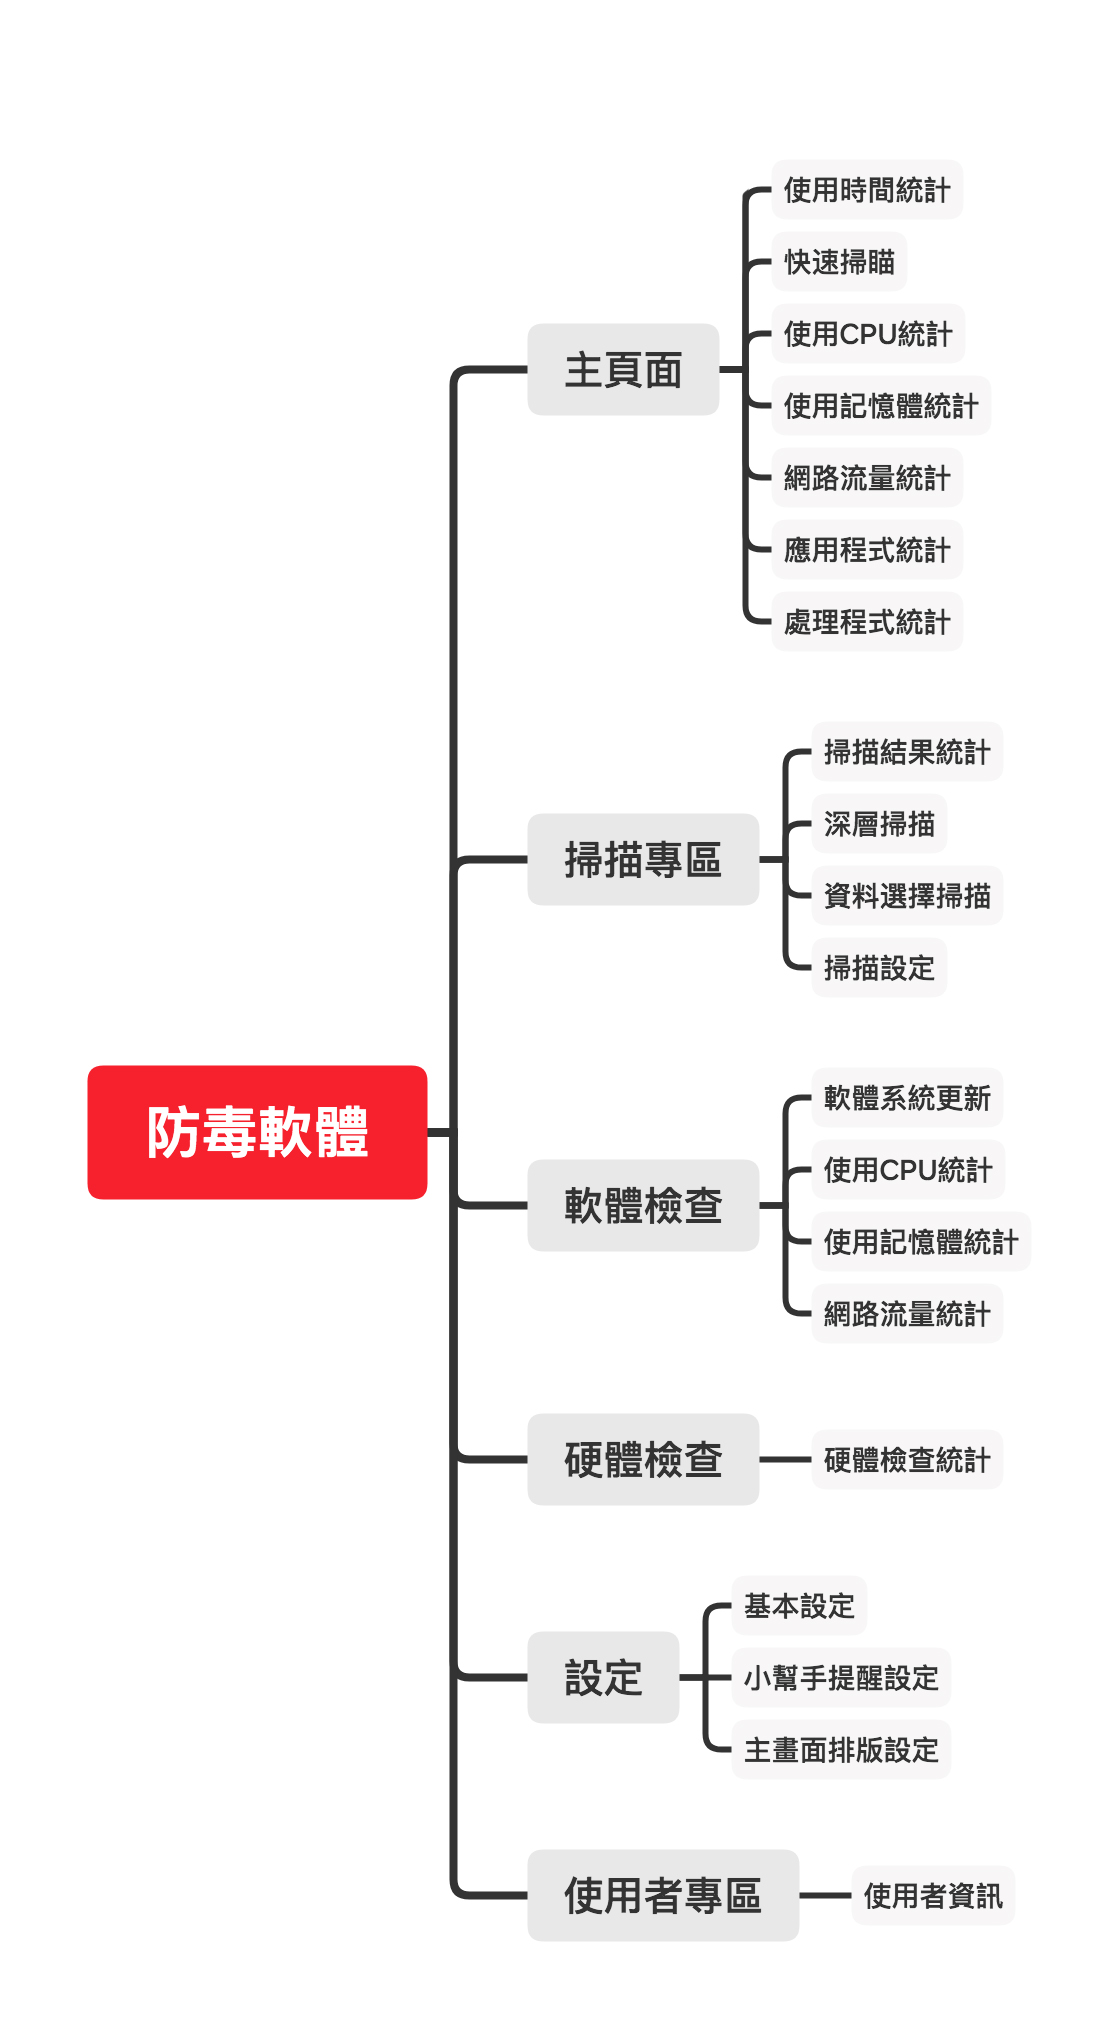 防毒軟體
主頁面
使用時間統計
快速掃瞄
使用CPU統計
使用記憶體統計
網路流量統計
應用程式統計
處理程式統計
掃描專區
掃描結果統計
深層掃描
資料選擇掃描
掃描設定
軟體檢查
軟體系統更新
使用CPU統計
使用記憶體統計
網路流量統計
硬體檢查
硬體檢查統計
設定
基本設定
小幫手提醒設定
主畫面排版設定
使用者專區
使用者資訊